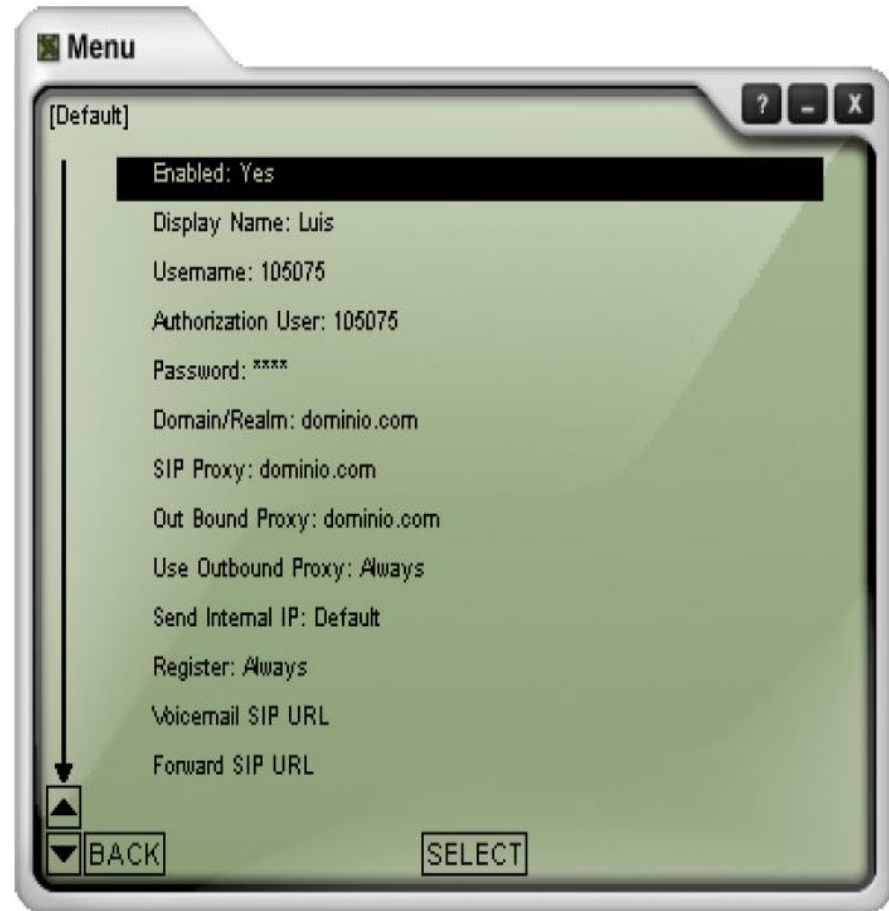 Menu
? - X
[Default]
Enabled: Yes
Display Name: Luis
Username: 105075
Authorization User: 105075
Password: ****
Domain/Realm: dominio.com
SIP Proxy: dominio.com
Out Bound Proxy: dominio.com
Use Outbound Proxy: Always
Send Internal IP: Default
Register: Always
Voicemail SIP URL
Forward SIP URL
BACK SELECT